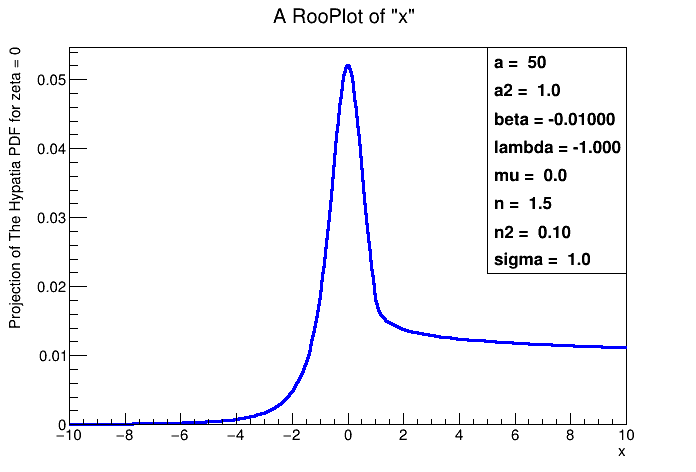 A RooPlot of "x"
Projection of The Hypatia PDF for zeta = 0
0.05
0.04
0.03
0.02
0.01
0
−10 −8 −6 −4 −2 0 2 4 6 8 10
x
a = 50
a2 = 1.0
beta = -0.01000
lambda = -1.000
mu = 0.0
n = 1.5
n2 = 0.10
sigma = 1.0